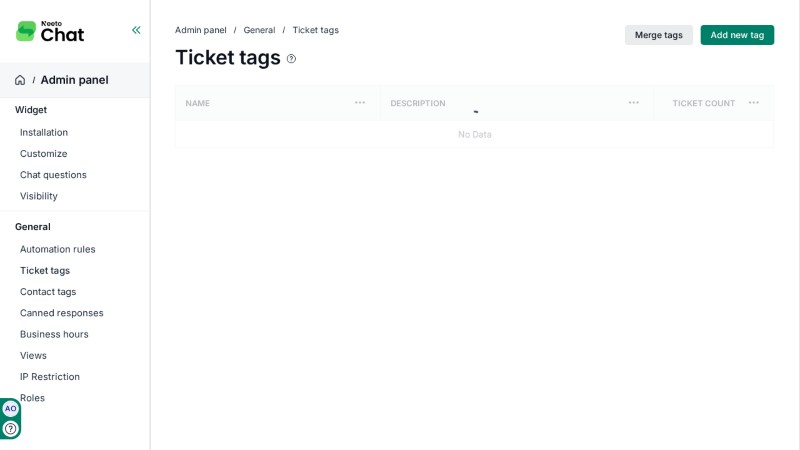 Neeto
Chat
Admin panel / General / Ticket tags
Merge tags
Add new tag
Ticket tags
/ Admin panel
NAME
DESCRIPTION
TICKET COUNT
No Data
Widget
Installation
Customize
Chat questions
Visibility
General
Automation rules
Ticket tags
Contact tags
Canned responses
Business hours
Views
IP Restriction
Roles
AO